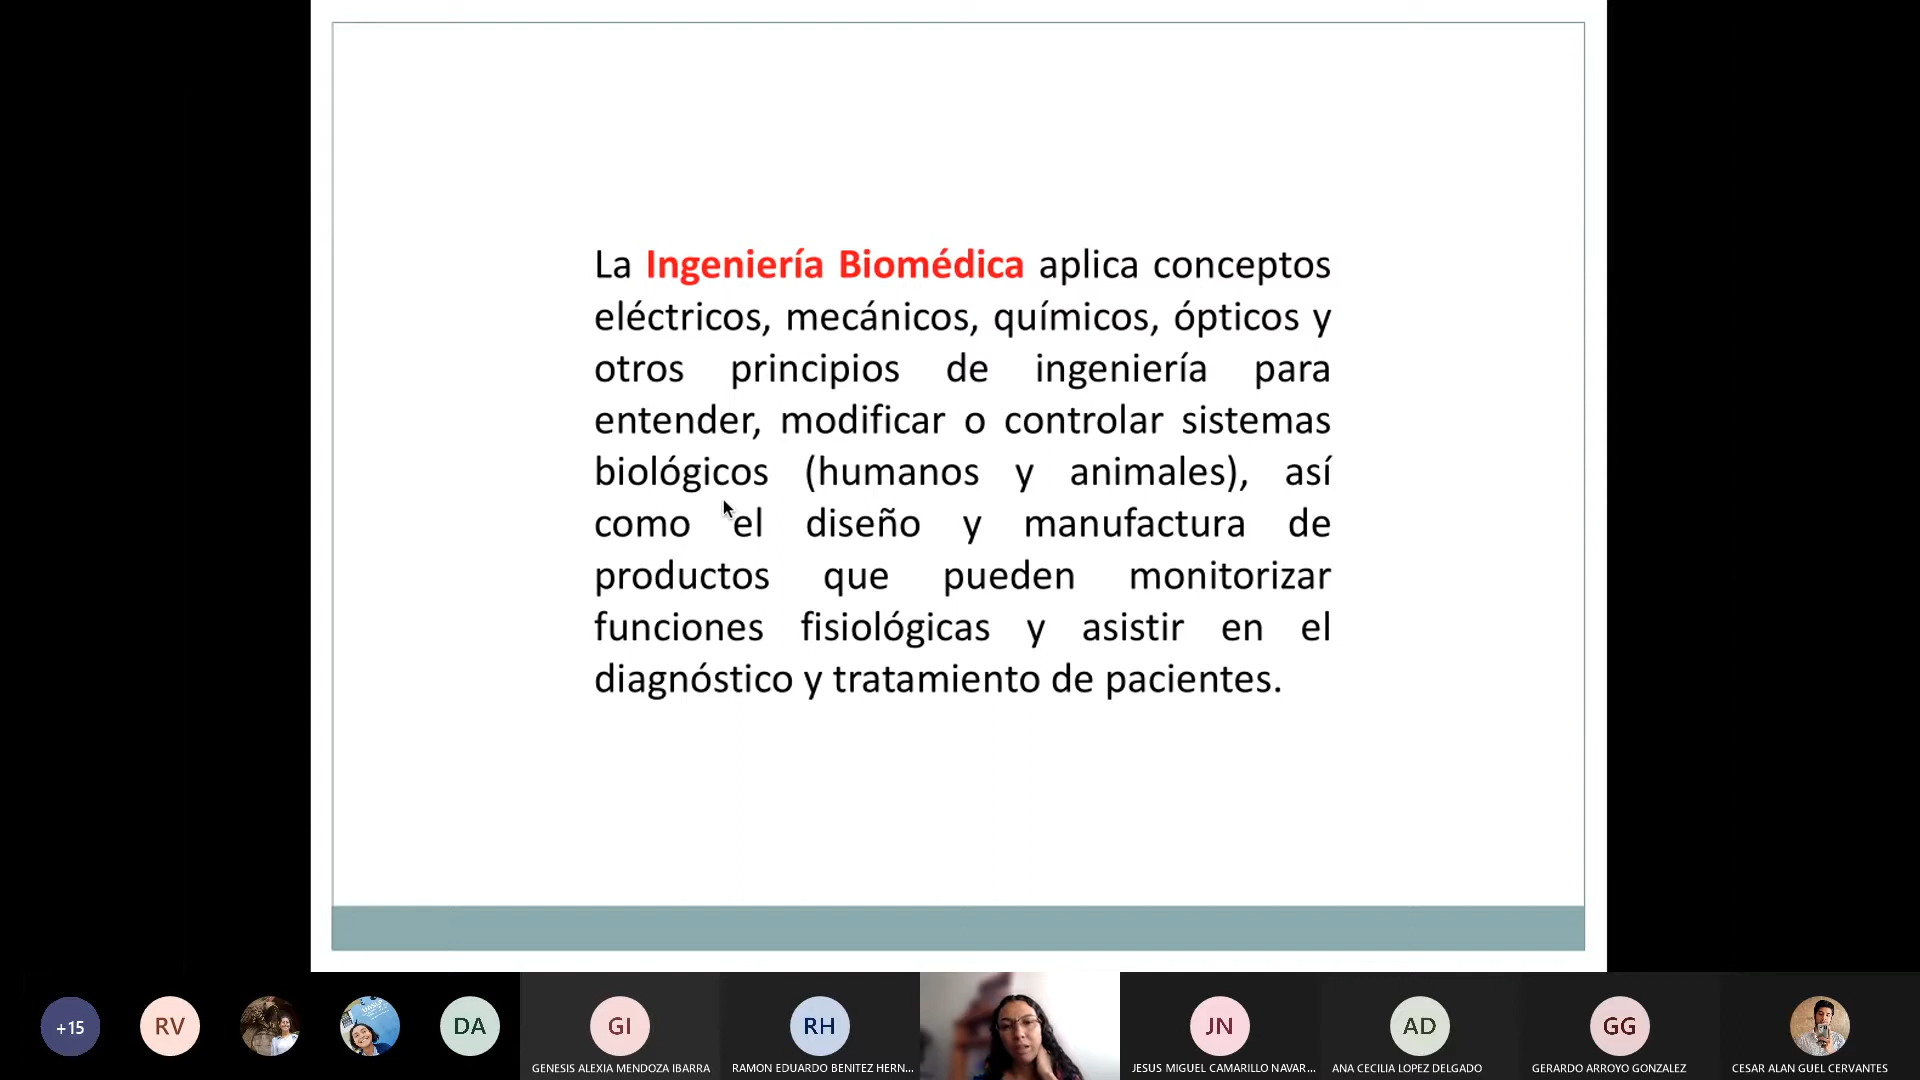 La Ingeniería Biomédica aplica conceptos
eléctricos, mecánicos, químicos, ópticos y
otros principios de ingeniería para
entender, modificar o controlar sistemas
biológicos (humanos y animales), así
como el diseño y manufactura de
productos que pueden monitorizar
funciones fisiológicas y asistir en el
diagnóstico y tratamiento de pacientes.
+15
RV
DA
GI
GENESIS ALEXIA MENDOZA IBARRA
RH
RAMON EDUARDO BENITEZ HERN...
JN
JESUS MIGUEL CAMARILLO NAVAR...
AD
ANA CECILIA LOPEZ DELGADO
GG
GERARDO ARROYO GONZALEZ
CESAR ALAN GUEL CERVANTES